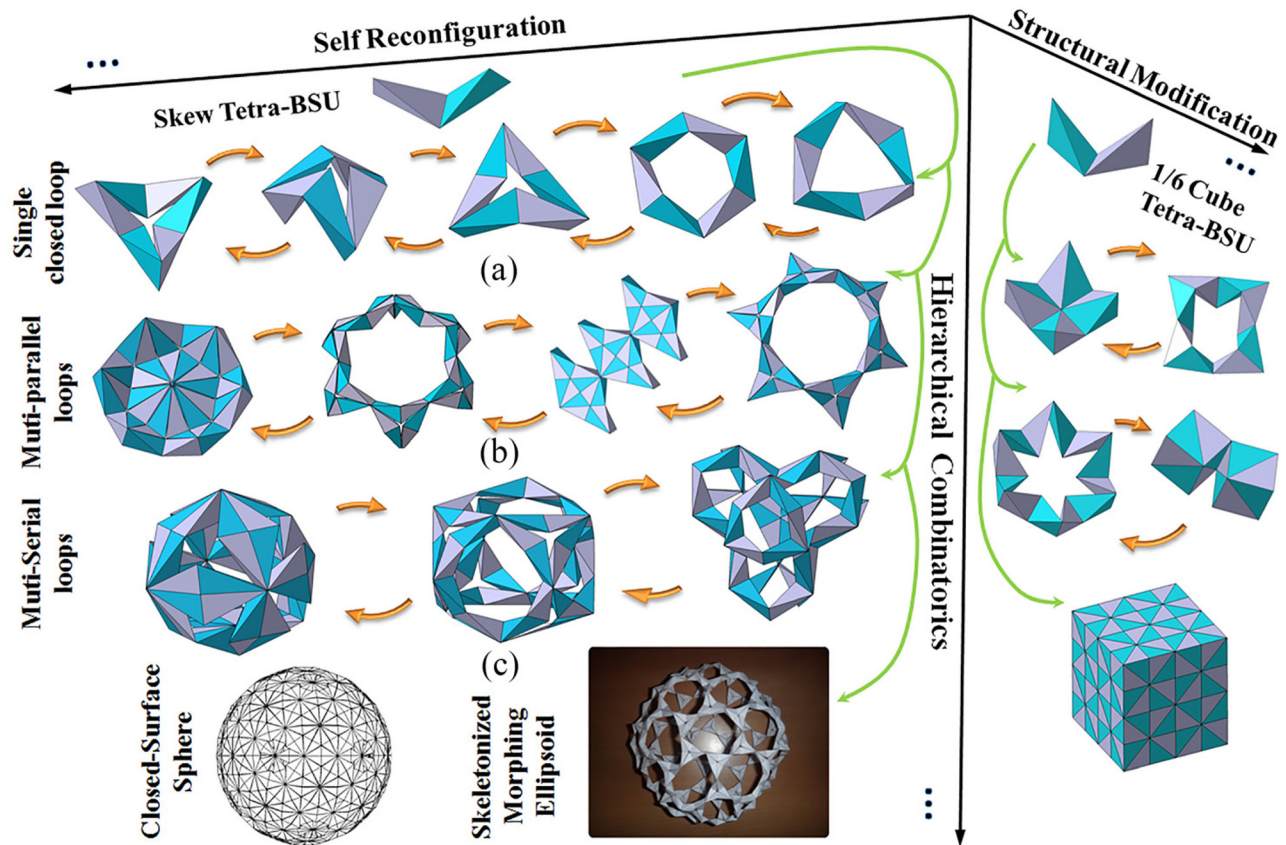 Self Reconfiguration
Structural Modification
...
Skew Tetra-BSU
...
1/6 Cube
Tetra-BSU
Single
closed loop
(a)
Hierarchical Combinatorics
Muti-parallel
loops
(b)
Muti-Serial
loops
(c)
Closed-Surface
Sphere
Skeletonized
Morphing
Ellipsoid
...